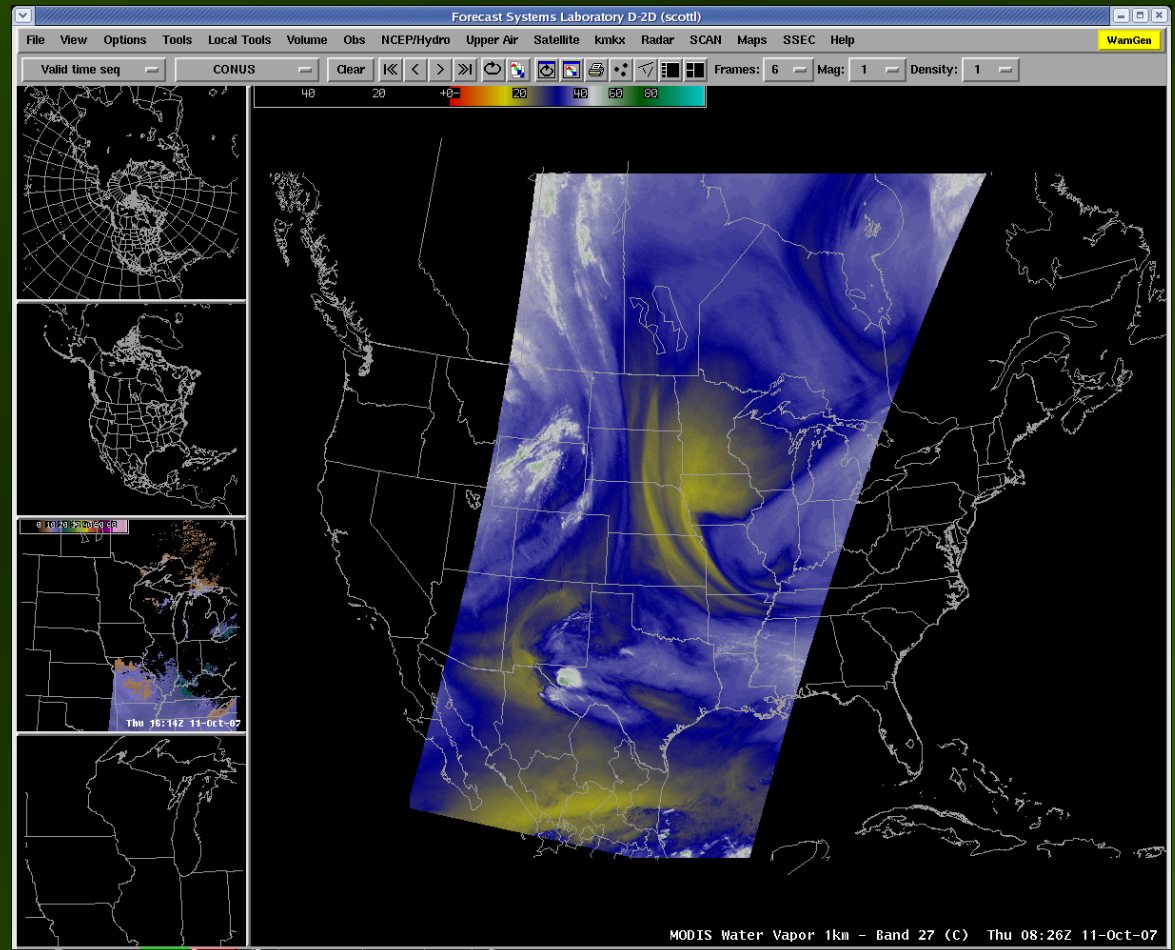 Forecast Systems Laboratory D-2D (scottl)
File View Options Tools Local Tools Volume Obs NCEP/Hydro Upper Air Satellite kmkx Radar SCAN Maps SSEC Help WamGen
Valid time seq CONUS Clear Frames: 6 Mag: 1 Density: 1
40 20 +0- 20 40 60 80
Thu 16:14Z 11-Oct-07
MODIS Water Vapor 1km - Band 27 (C) Thu 08:26Z 11-Oct-07